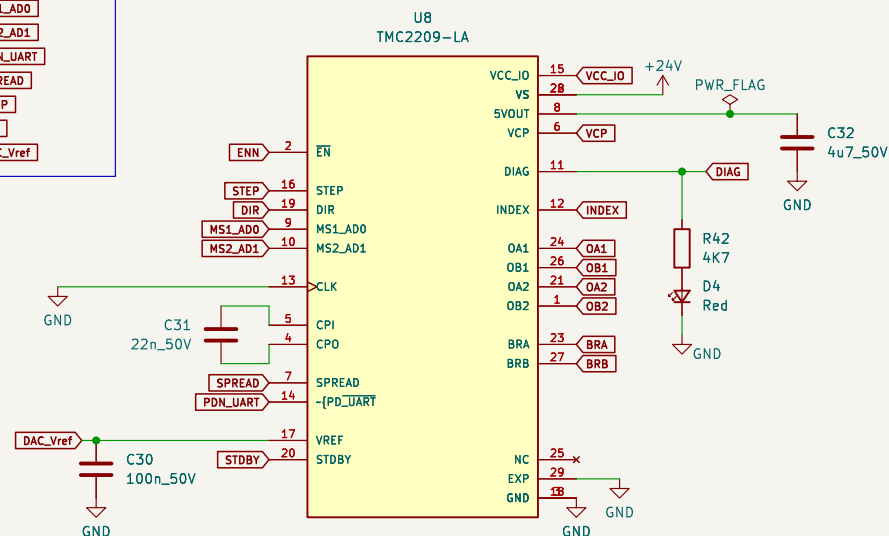 1_AD0
2_AD1
N_UART
READ
P
C_Vref
U8
TMC2209-LA
VCC_IO 15 VCC_IO
VS 28
+24V
PWR_FLAG
5VOUT 8
VCP 6 VCP
C32
4u7_50V
GND
ENN 2 EN
DIAG 11 DIAG
STEP 16 STEP
DIR 19 DIR
INDEX 12 INDEX
MS1_AD0 9 MS1_AD0
MS2_AD1 10 MS2_AD1
R42
4K7
OA1 24 OA1
OB1 26 OB1
OA2 21 OA2
OB2 1 OB2
D4
Red
GND
13 CLK
GND
C31
22n_50V
5 CPI
4 CPO
BRA 23 BRA
BRB 27 BRB
GND
SPREAD 7 SPREAD
PDN_UART 14 ~{PD_UART
DAC_Vref 17 VREF
STDBY 20 STDBY
C30
100n_50V
GND
NC 25
EXP 29
GND
GND
GND